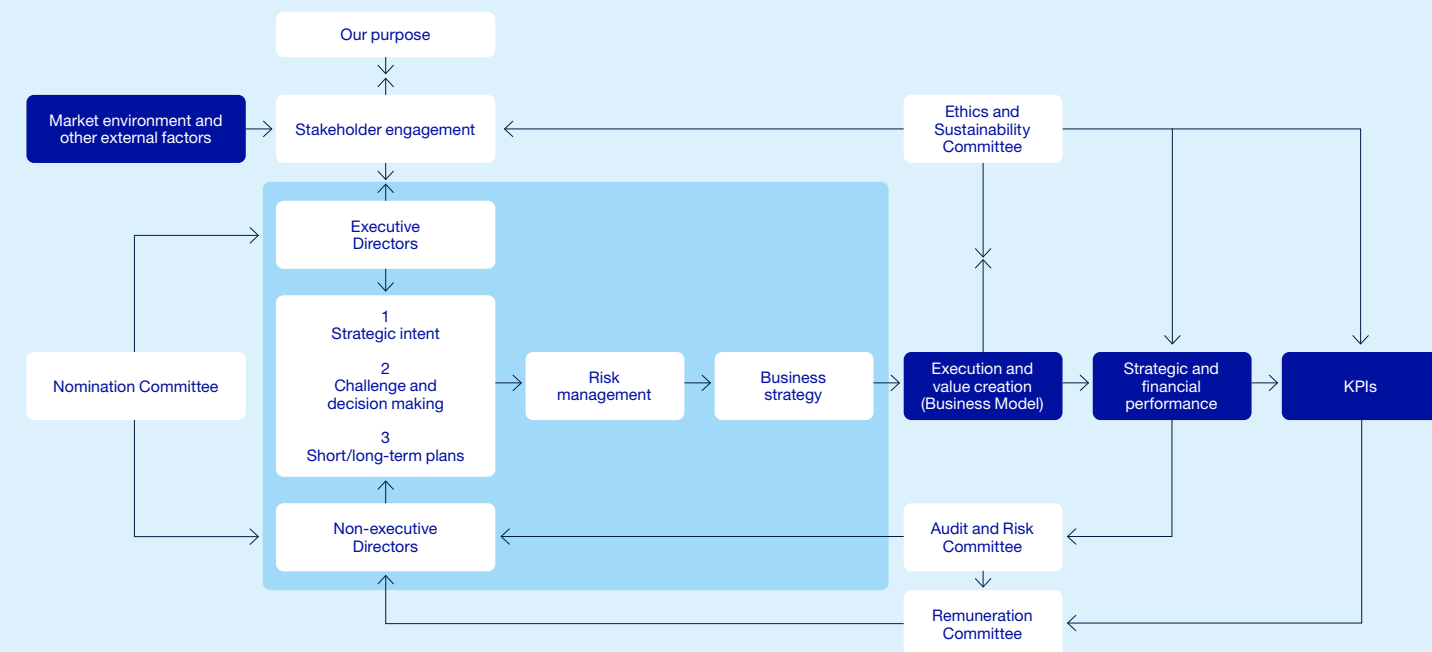 Our purpose
Market environment and
other external factors
Stakeholder engagement
Ethics and
Sustainability
Committee
Executive
Directors
1
Strategic intent
2
Challenge and
decision making
3
Short/long-term plans
Nomination Committee
Risk
management
Business
strategy
Execution and
value creation
(Business Model)
Strategic and
financial
performance
KPIs
Non-executive
Directors
Audit and Risk
Committee
Remuneration
Committee